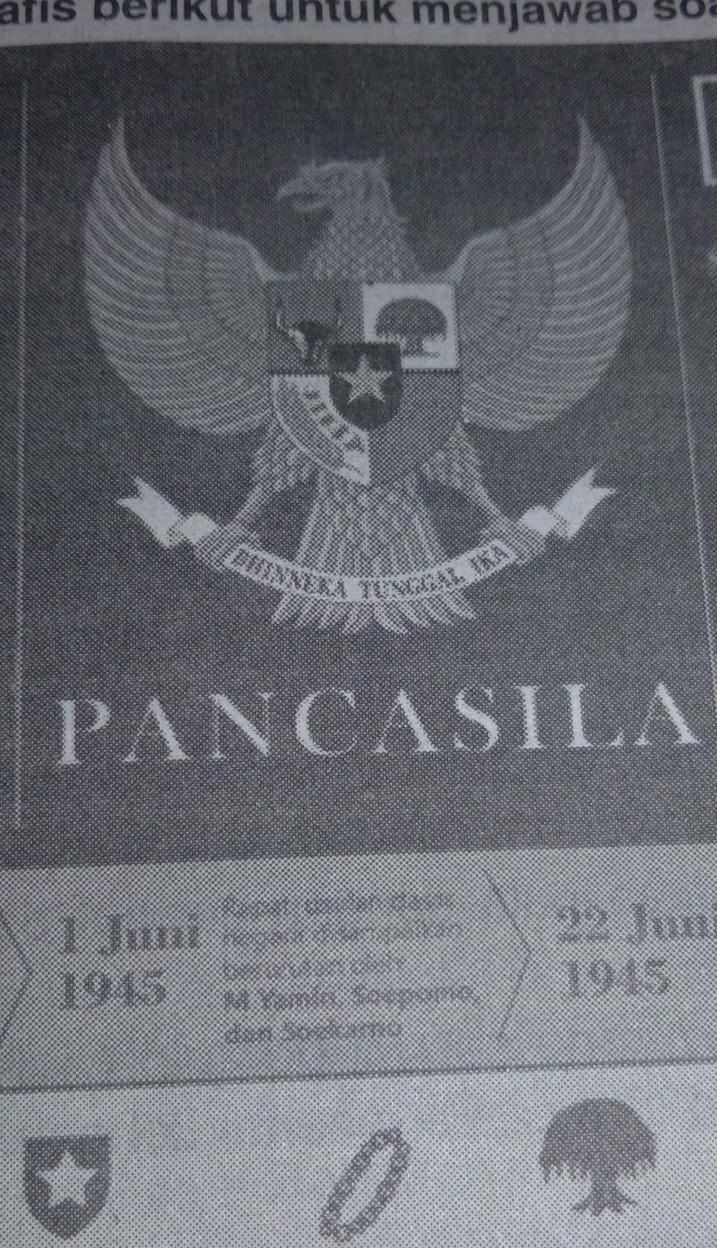 afis berikut untuk menjawab soa
BHINNEKA TUNGGAL IKA
PANCASILA
1 Juni
1945
Rapat usulan dasar
negara disampaikan
berurutan oleh
M Yamin, Soepomo,
dan Soekarno
22 Juni
1945